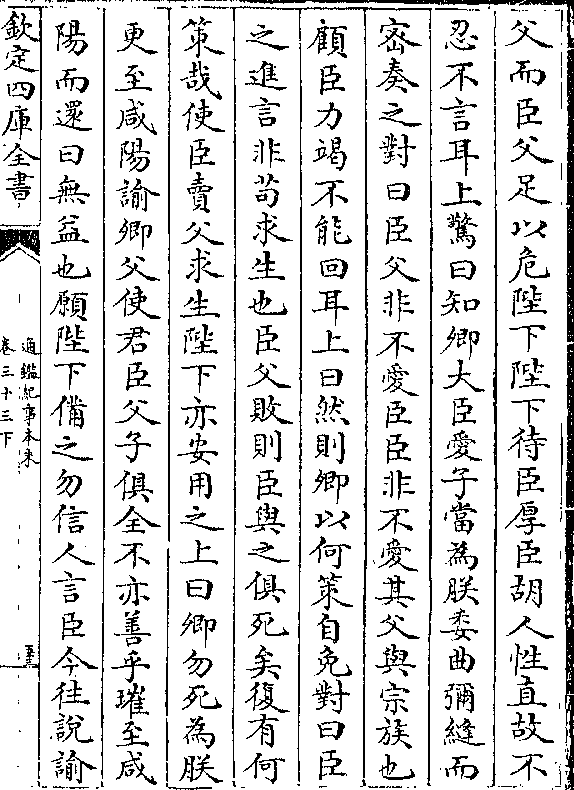 父而臣父足以危陛下陛下待臣厚臣胡人性直故不
忍不言耳上驚曰知卿大臣愛子當為朕委曲彌縫而
宻奏之對曰臣父非不愛臣臣非不愛其父與宗族也
顧臣力竭不能回耳上曰然則卿以何策自免對曰臣
之進言非苟求生也臣父敗則臣與之俱死矣復有何
策哉使臣賣父求生陛下亦安用之上曰卿勿死為朕
更至咸陽諭卿父使君臣父子俱全不亦善乎璀至咸
陽而還曰無益也願陛下備之勿信人言臣今往說諭
欽定四庫全書
通鑑紀事本末
卷三十三下